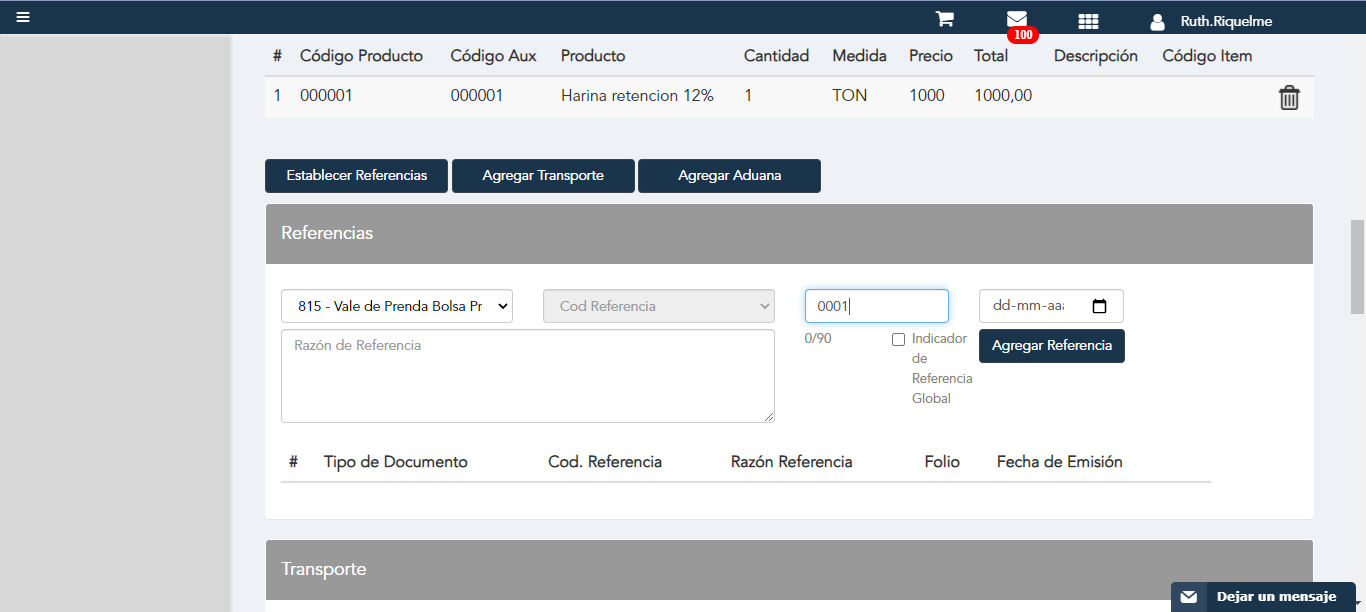 Ruth.Riquelme
100
# Código Producto Código Aux Producto Cantidad Medida Precio Total Descripción Código Item
1 000001 000001 Harina retencion 12% 1 TON 1000 1000,00
Establecer Referencias Agregar Transporte Agregar Aduana
Referencias
815 - Vale de Prenda Bolsa Pr Cod Referencia 0001 dd-mm-aaa
Razón de Referencia
0/90
Indicador
de
Referencia
Global
Agregar Referencia
# Tipo de Documento Cod. Referencia Razón Referencia Folio Fecha de Emisión
Transporte
Dejar un mensaje